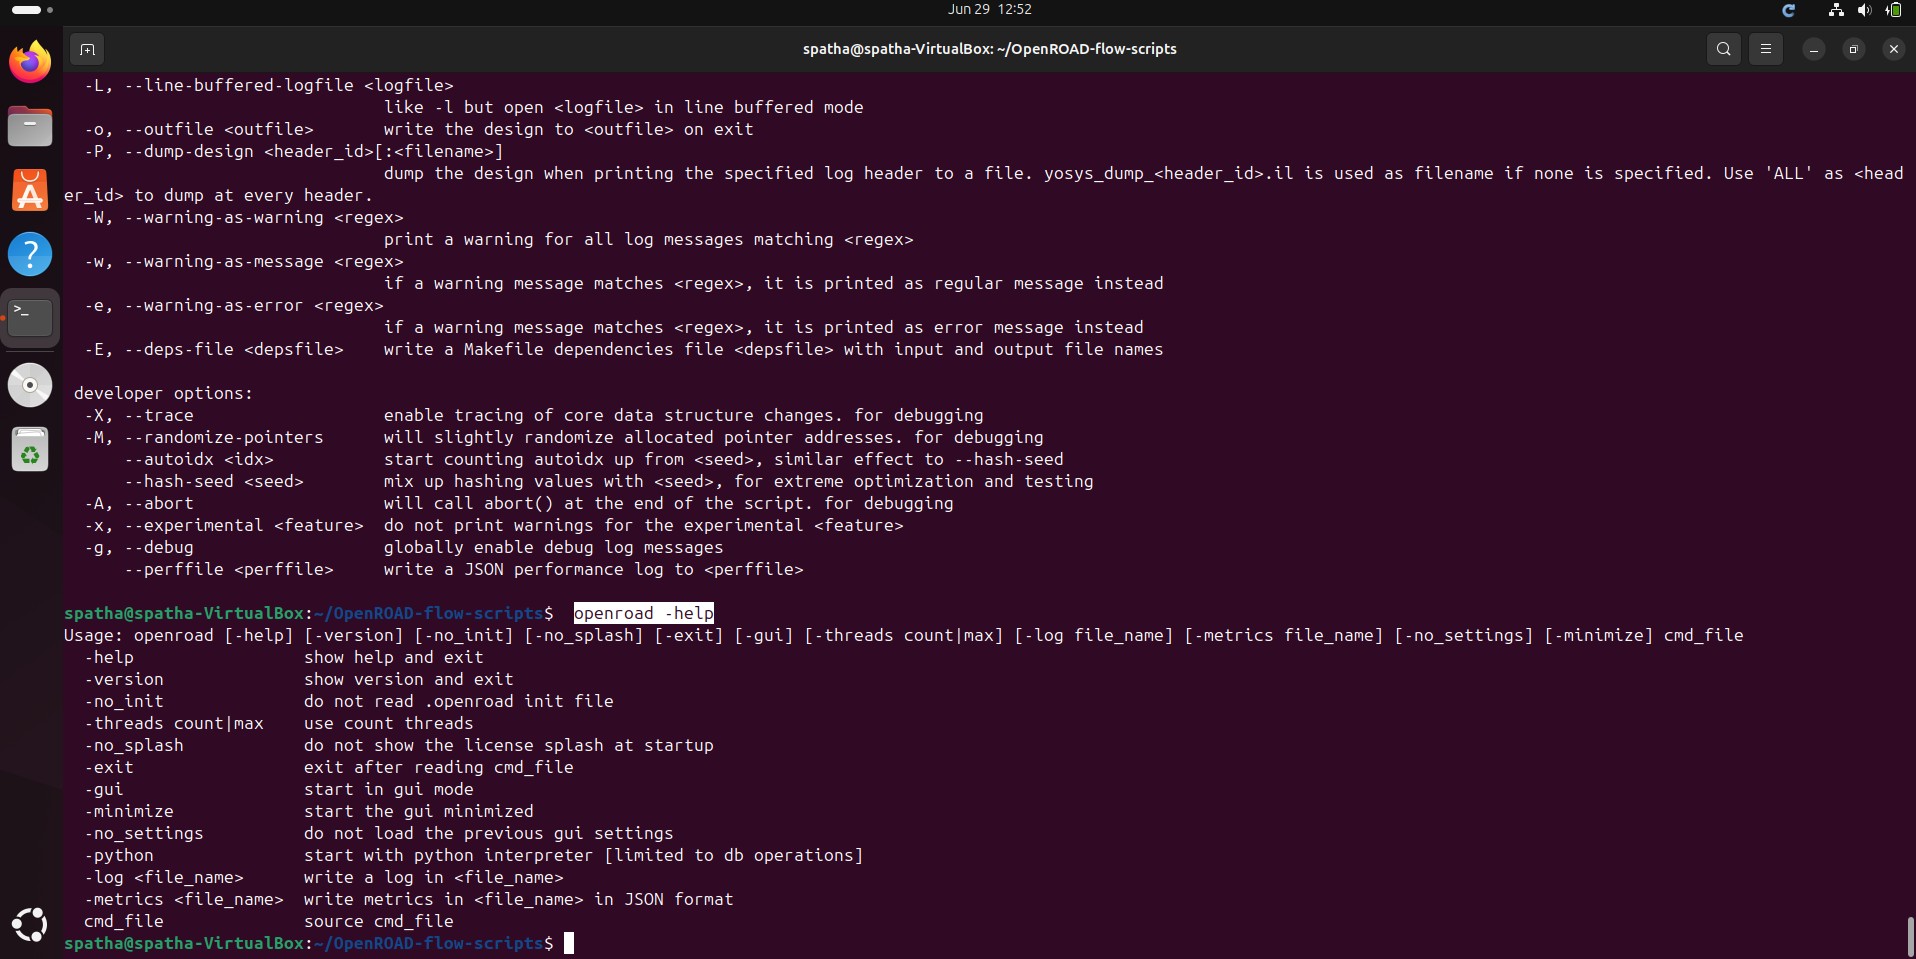 Jun 29 12:52
spatha@spatha-VirtualBox: ~/OpenROAD-flow-scripts
-L, --line-buffered-logfile <logfile>
like -l but open <logfile> in line buffered mode
-o, --outfile <outfile> write the design to <outfile> on exit
-P, --dump-design <header_id>[:<filename>]
dump the design when printing the specified log header to a file. yosys_dump_<header_id>.il is used as filename if none is specified. Use 'ALL' as <head
er_id> to dump at every header.
-W, --warning-as-warning <regex>
print a warning for all log messages matching <regex>
-w, --warning-as-message <regex>
if a warning message matches <regex>, it is printed as regular message instead
-e, --warning-as-error <regex>
if a warning message matches <regex>, it is printed as error message instead
-E, --deps-file <depsfile> write a Makefile dependencies file <depsfile> with input and output file names
developer options:
-X, --trace enable tracing of core data structure changes. for debugging
-M, --randomize-pointers will slightly randomize allocated pointer addresses. for debugging
--autoidx <idx> start counting autoidx up from <seed>, similar effect to --hash-seed
--hash-seed <seed> mix up hashing values with <seed>, for extreme optimization and testing
-A, --abort will call abort() at the end of the script. for debugging
-x, --experimental <feature> do not print warnings for the experimental <feature>
-g, --debug globally enable debug log messages
--perffile <perffile> write a JSON performance log to <perffile>
spatha@spatha-VirtualBox:~/OpenROAD-flow-scripts$ openroad -help
Usage: openroad [-help] [-version] [-no_init] [-no_splash] [-exit] [-gui] [-threads count|max] [-log file_name] [-metrics file_name] [-no_settings] [-minimize] cmd_file
-help show help and exit
-version show version and exit
-no_init do not read .openroad init file
-threads count|max use count threads
-no_splash do not show the license splash at startup
-exit exit after reading cmd_file
-gui start in gui mode
-minimize start the gui minimized
-no_settings do not load the previous gui settings
-python start with python interpreter [limited to db operations]
-log <file_name> write a log in <file_name>
-metrics <file_name> write metrics in <file_name> in JSON format
cmd_file source cmd_file
spatha@spatha-VirtualBox:~/OpenROAD-flow-scripts$